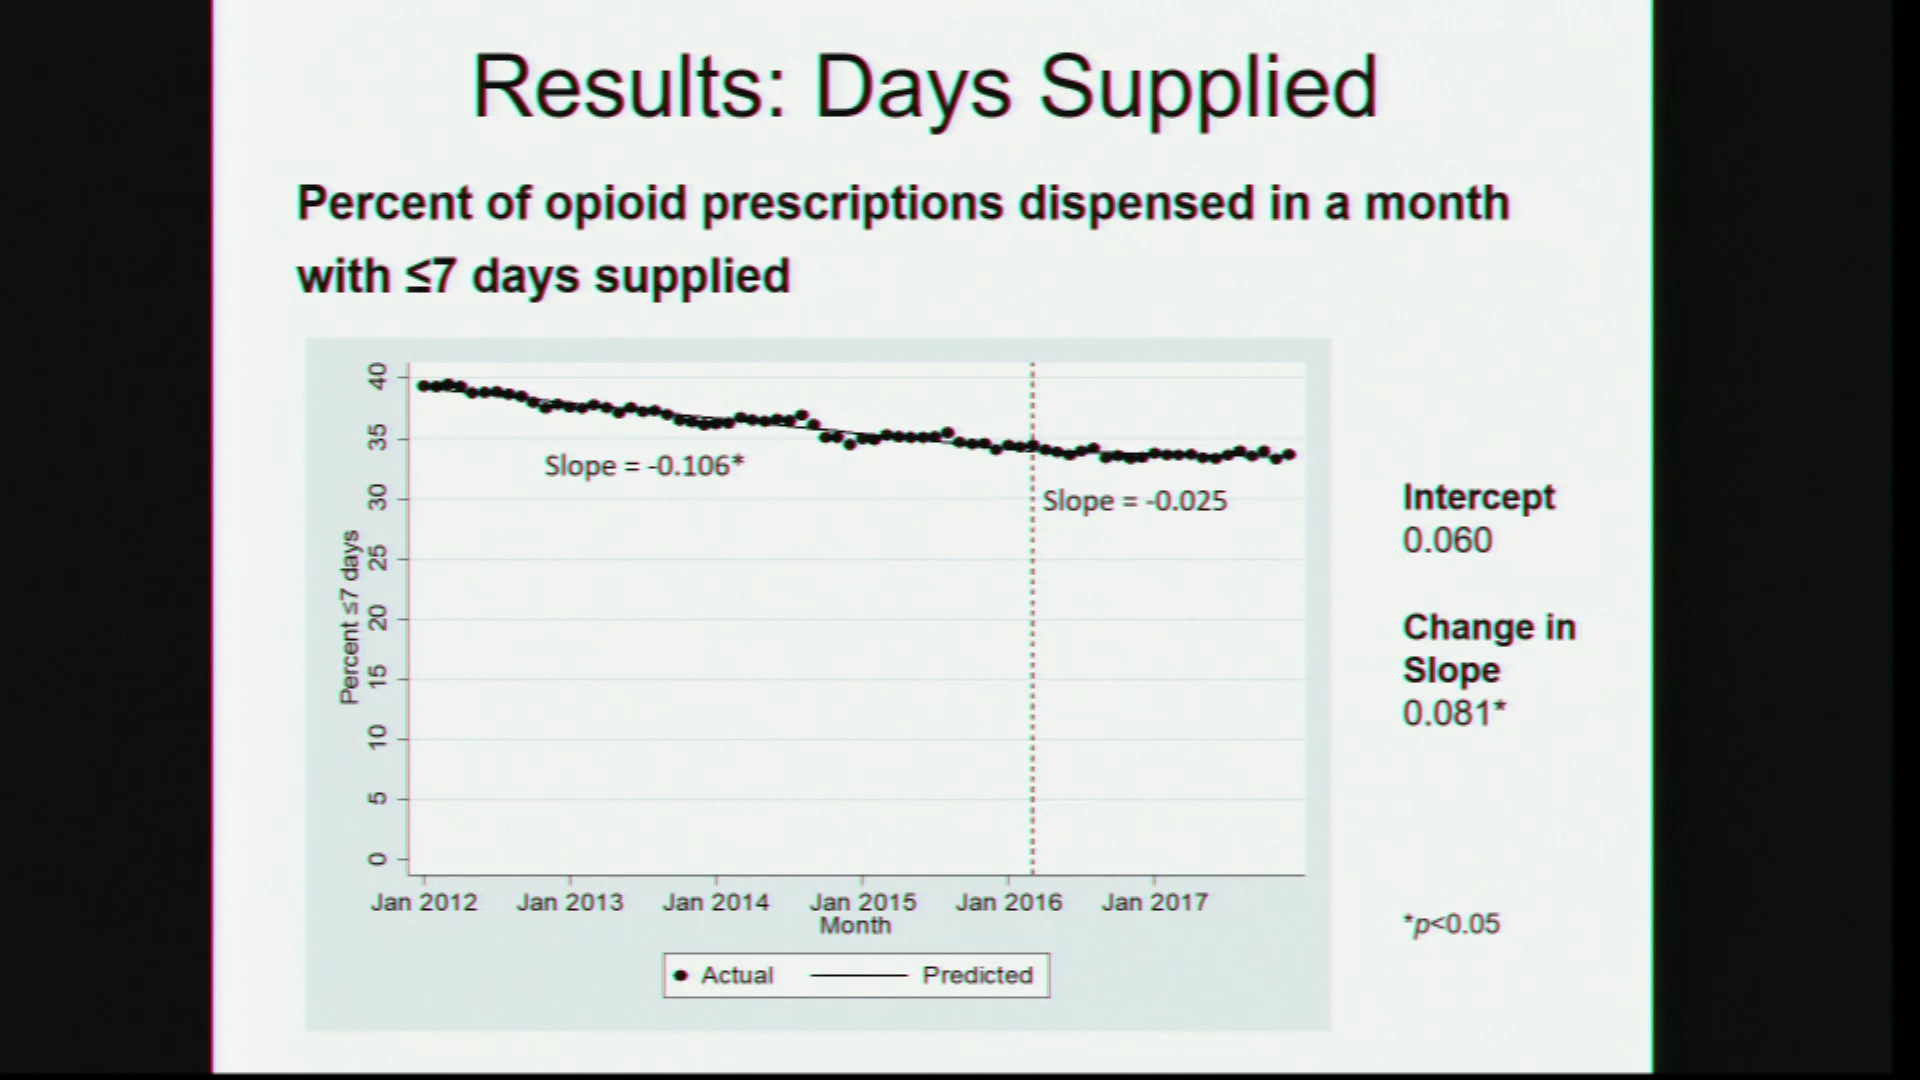 Results: Days Supplied
Percent of opioid prescriptions dispensed in a month
with ≤7 days supplied
Percent ≤7 days
40
35
30
25
20
15
10
5
0
Slope = -0.106*
Slope = -0.025
Jan 2012 Jan 2013 Jan 2014 Jan 2015 Jan 2016 Jan 2017
Month
Actual Predicted
Intercept
0.060
Change in
Slope
0.081*
*p<0.05